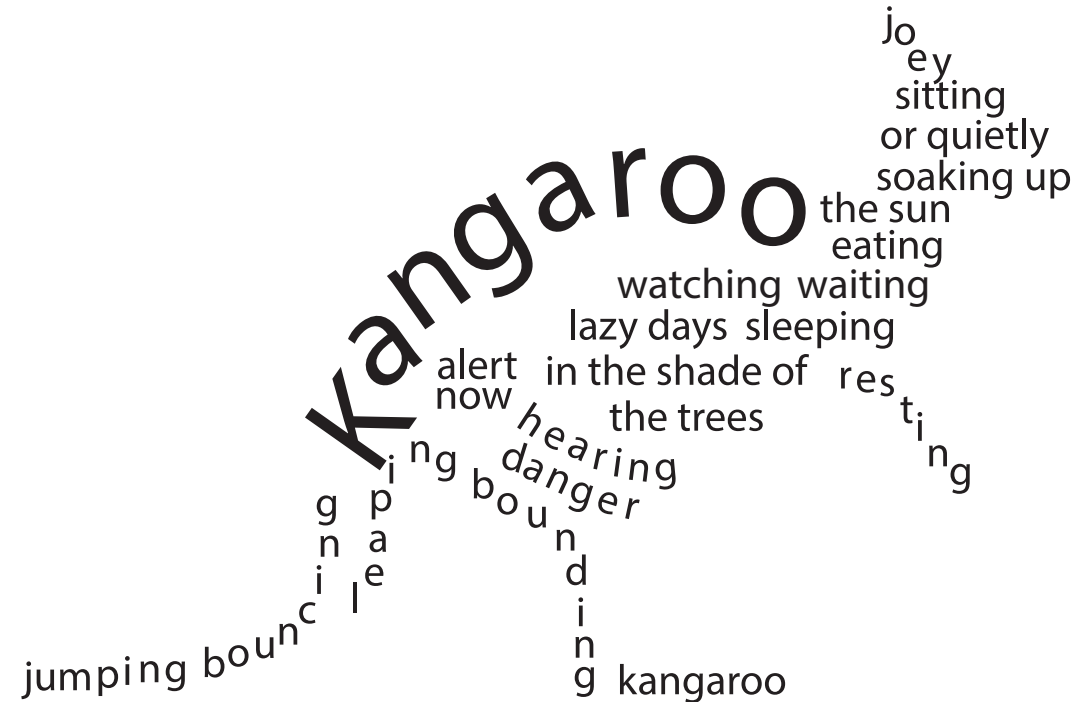 joey
sitting
or quietly
soaking up
Kangaroo
the sun
eating
watching waiting
lazy days sleeping
in the shade of
the trees
resting
alert
now
hearing
danger
jumping bouncing
leaping bounding
kangaroo